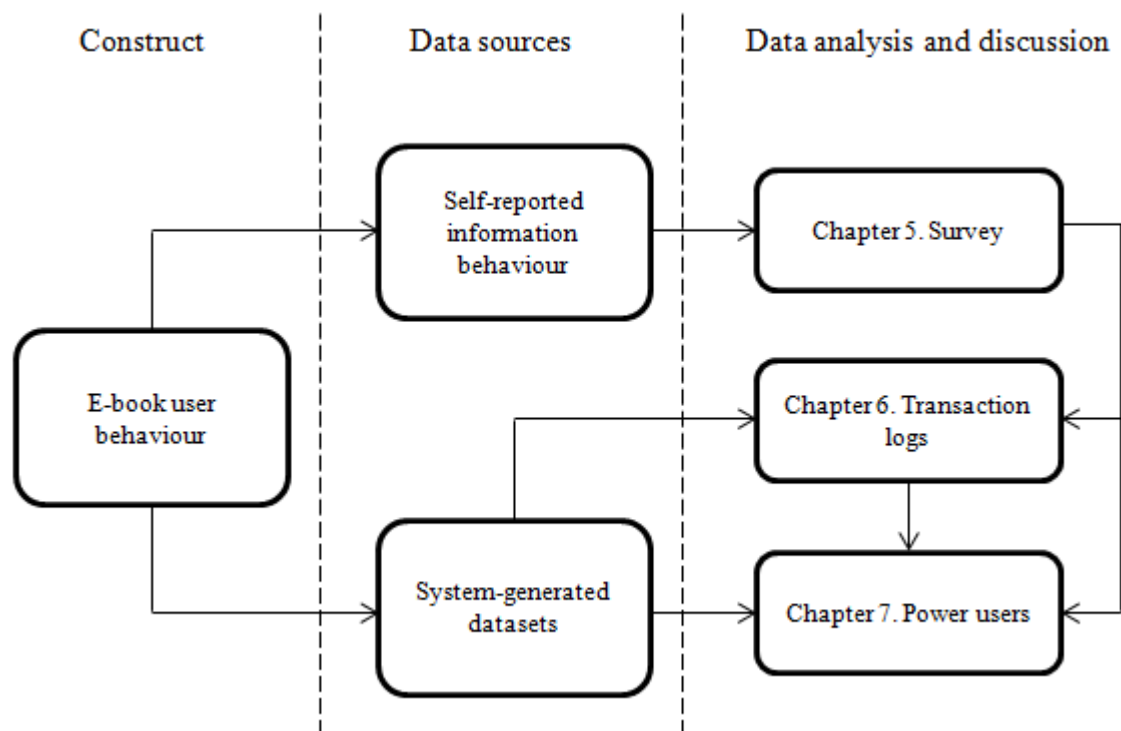 Construct
Data sources
Data analysis and discussion
Self-reported
information
behaviour
Chapter 5. Survey
E-book user
behaviour
Chapter 6. Transaction
logs
System-generated
datasets
Chapter 7. Power users